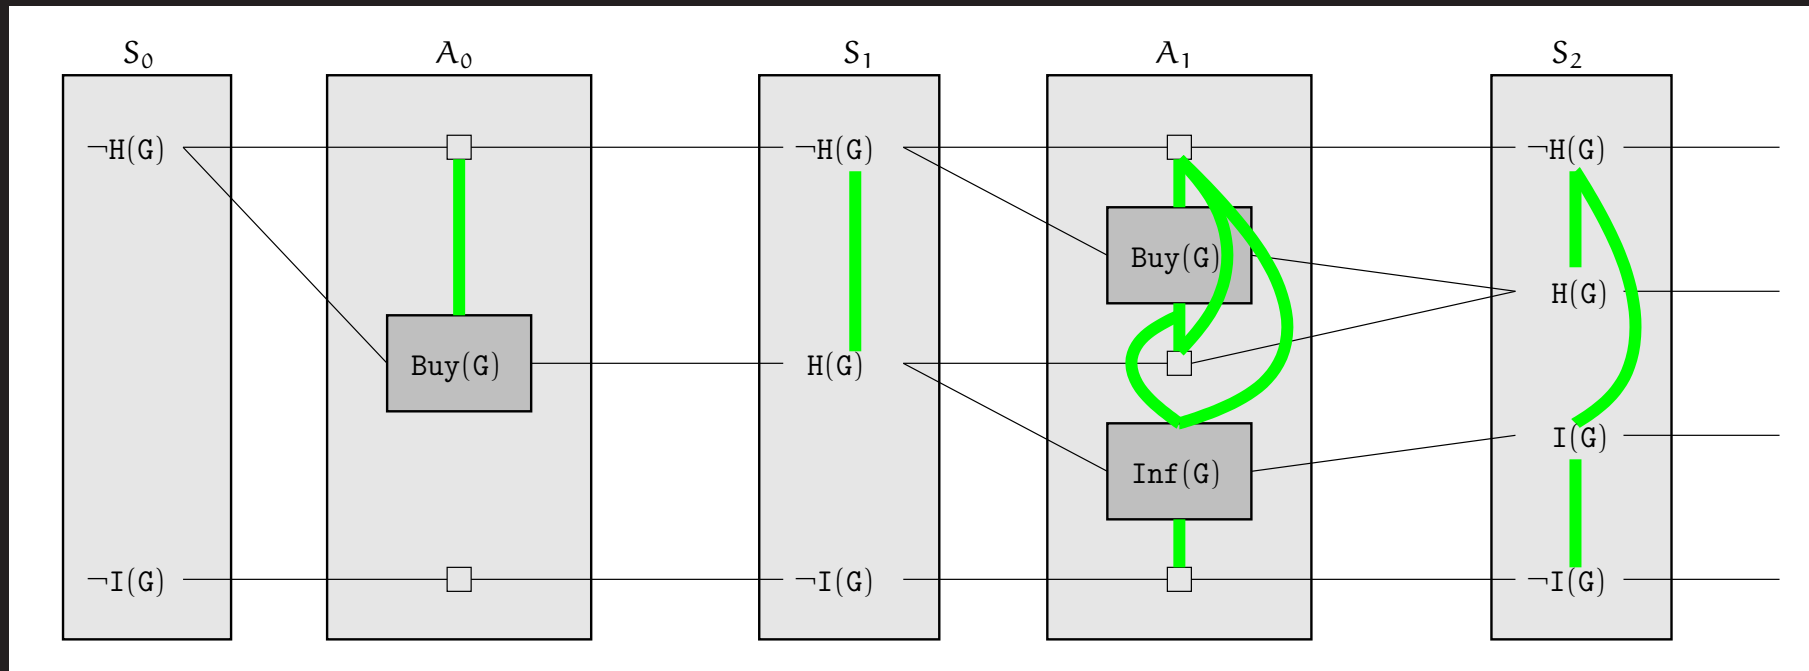 S₀ A₀ S₁ A₁ S₂
¬H(G) ¬H(G) ¬H(G)
Buy(G)
H(G)
Buy(G) H(G)
I(G)
Inf(G)
¬I(G) ¬I(G) ¬I(G)